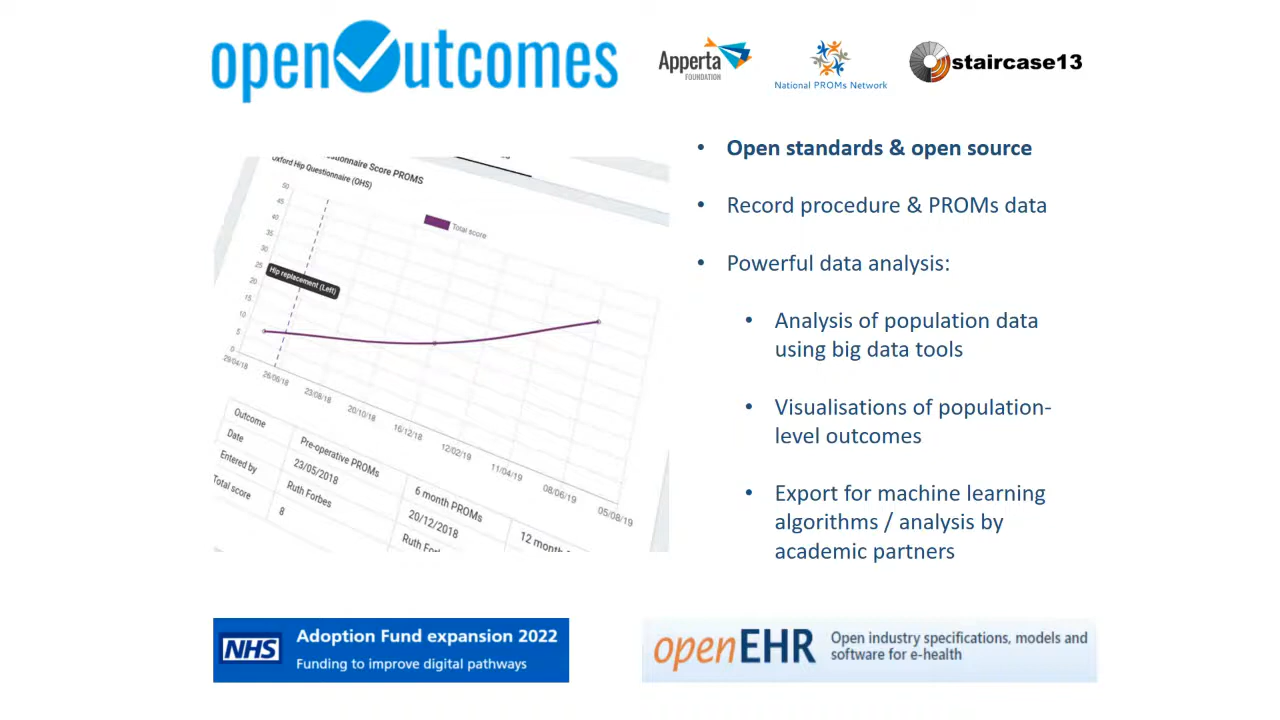 openOutcomes
Apperta
FOUNDATION
National PROMs Network
staircase13
• Open standards & open source
• Record procedure & PROMs data
• Powerful data analysis:
• Analysis of population data
using big data tools
• Visualisations of population-
level outcomes
• Export for machine learning
algorithms / analysis by
academic partners
Score PROMS
Oxford Hip Questionnaire (OHS)
50
45
40
35
30
25
20
15
10
5
0
Total score
Hip replacement (Left)
29/04/18
26/06/18
23/08/18
20/10/18
16/12/18
12/02/19
11/04/19
08/06/19
05/08/19
Outcome
Pre-operative PROMs
6 month PROMs
12 month
Date
23/05/2018
20/12/2018
Entered by
Ruth Forbes
Ruth Forbes
Total score
8
NHS
Adoption Fund expansion 2022
Funding to improve digital pathways
openEHR
Open industry specifications, models and
software for e-health